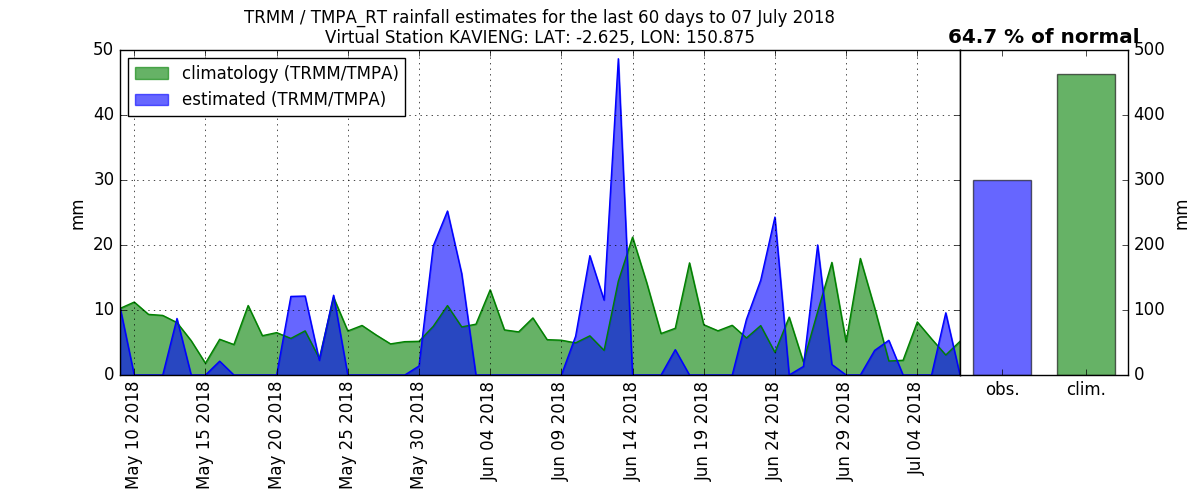 TRMM / TMPA_RT rainfall estimates for the last 60 days to 07 July 2018
Virtual Station KAVIENG: LAT: -2.625, LON: 150.875
64.7 % of normal
climatology (TRMM/TMPA)
estimated (TRMM/TMPA)
50
40
30
20
10
0
mm
May 10 2018
May 15 2018
May 20 2018
May 25 2018
May 30 2018
Jun 04 2018
Jun 09 2018
Jun 14 2018
Jun 19 2018
Jun 24 2018
Jun 29 2018
Jul 04 2018
obs.
clim.
500
400
300
200
100
0
mm